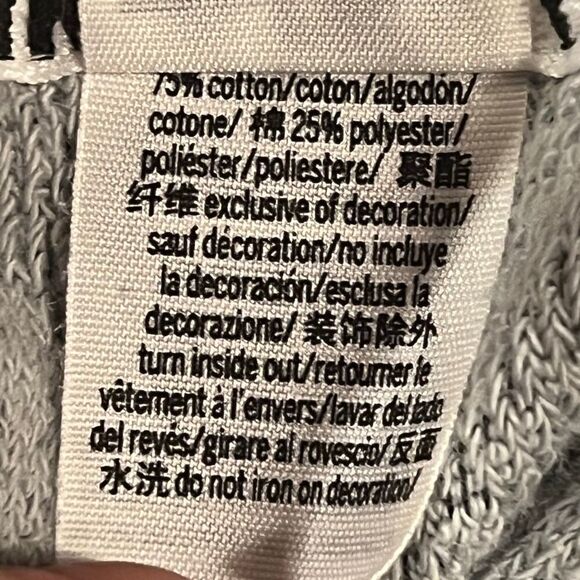 75% cotton/coton/algodón/
cotone/ 棉 25% polyester/
poliéster/poliestere/ 聚酯
纤维 exclusive of decoration/
sauf décoration/no incluye
la decoración/esclusa la
decorazione/ 装饰除外
turn inside out/retourner le
vêtement à l'envers/lavar del lado
del revés/girare al rovescio/ 反面
水洗 do not iron on decoration/